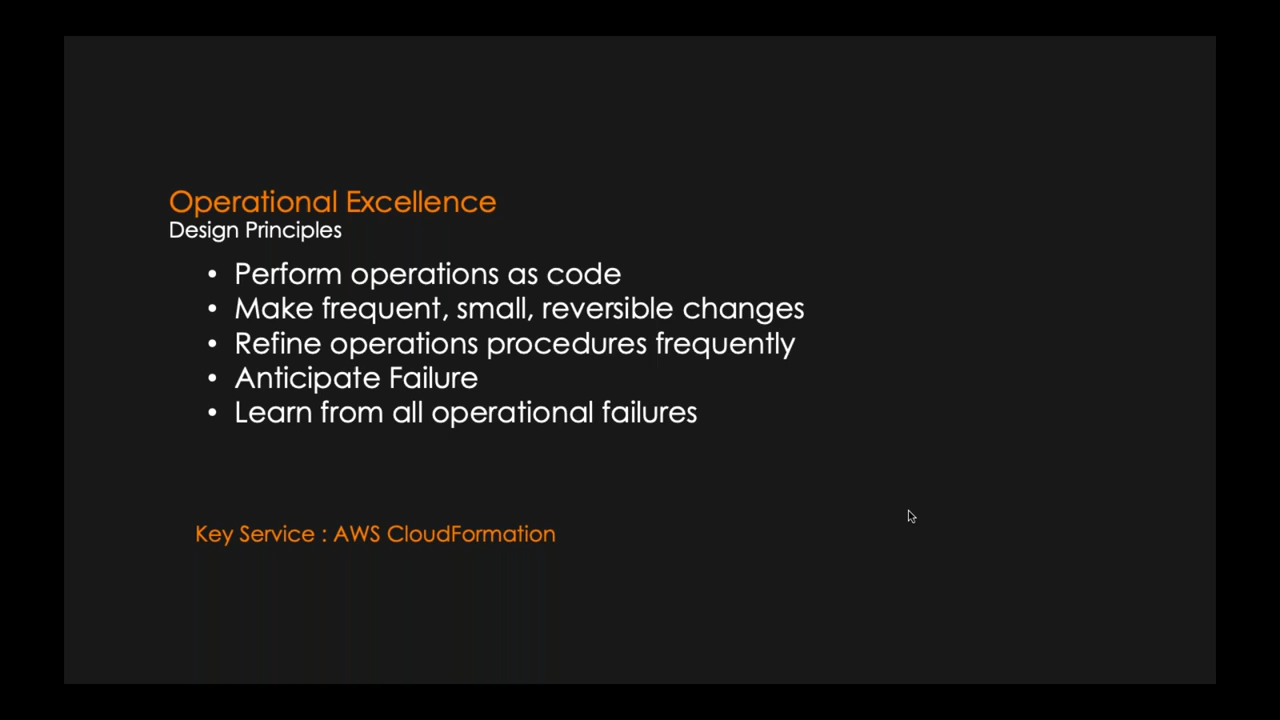 Operational Excellence
Design Principles
• Perform operations as code
• Make frequent, small, reversible changes
• Refine operations procedures frequently
• Anticipate Failure
• Learn from all operational failures
Key Service : AWS CloudFormation